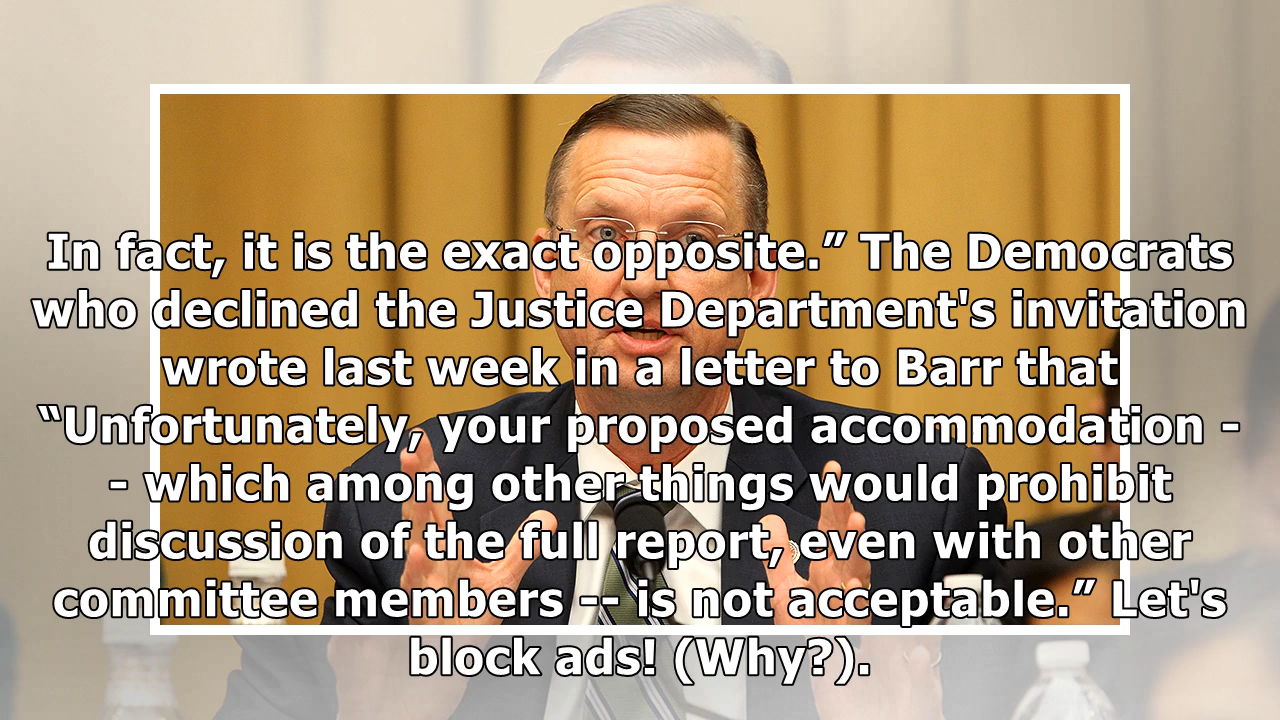 In fact, it is the exact opposite.” The Democrats
who declined the Justice Department's invitation
wrote last week in a letter to Barr that
“Unfortunately, your proposed accommodation -
- which among other things would prohibit
discussion of the full report, even with other
committee members -- is not acceptable.” Let's
block ads! (Why?).